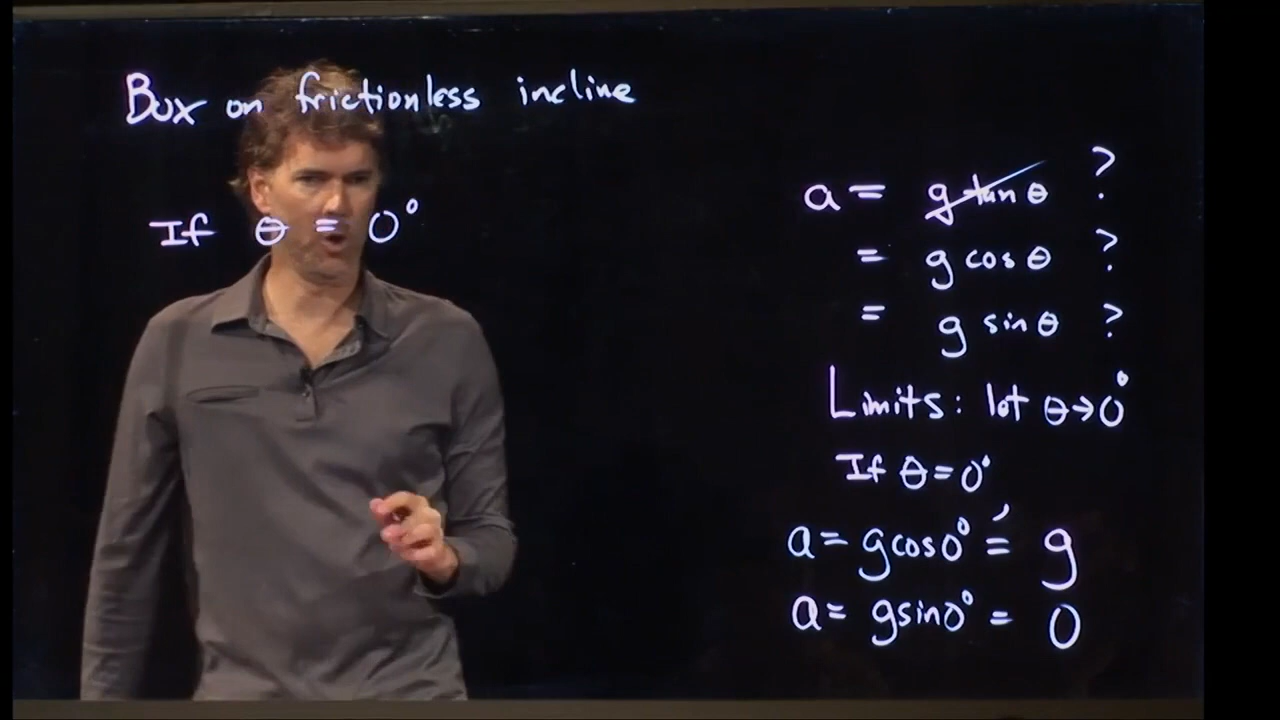 Box on frictionless incline
If θ = 0°
a = g tan θ ?
= g cos θ ?
= g sin θ ?
Limits: let θ→0°
If θ=0°
a = g cos 0° = g
a = g sin 0° = 0